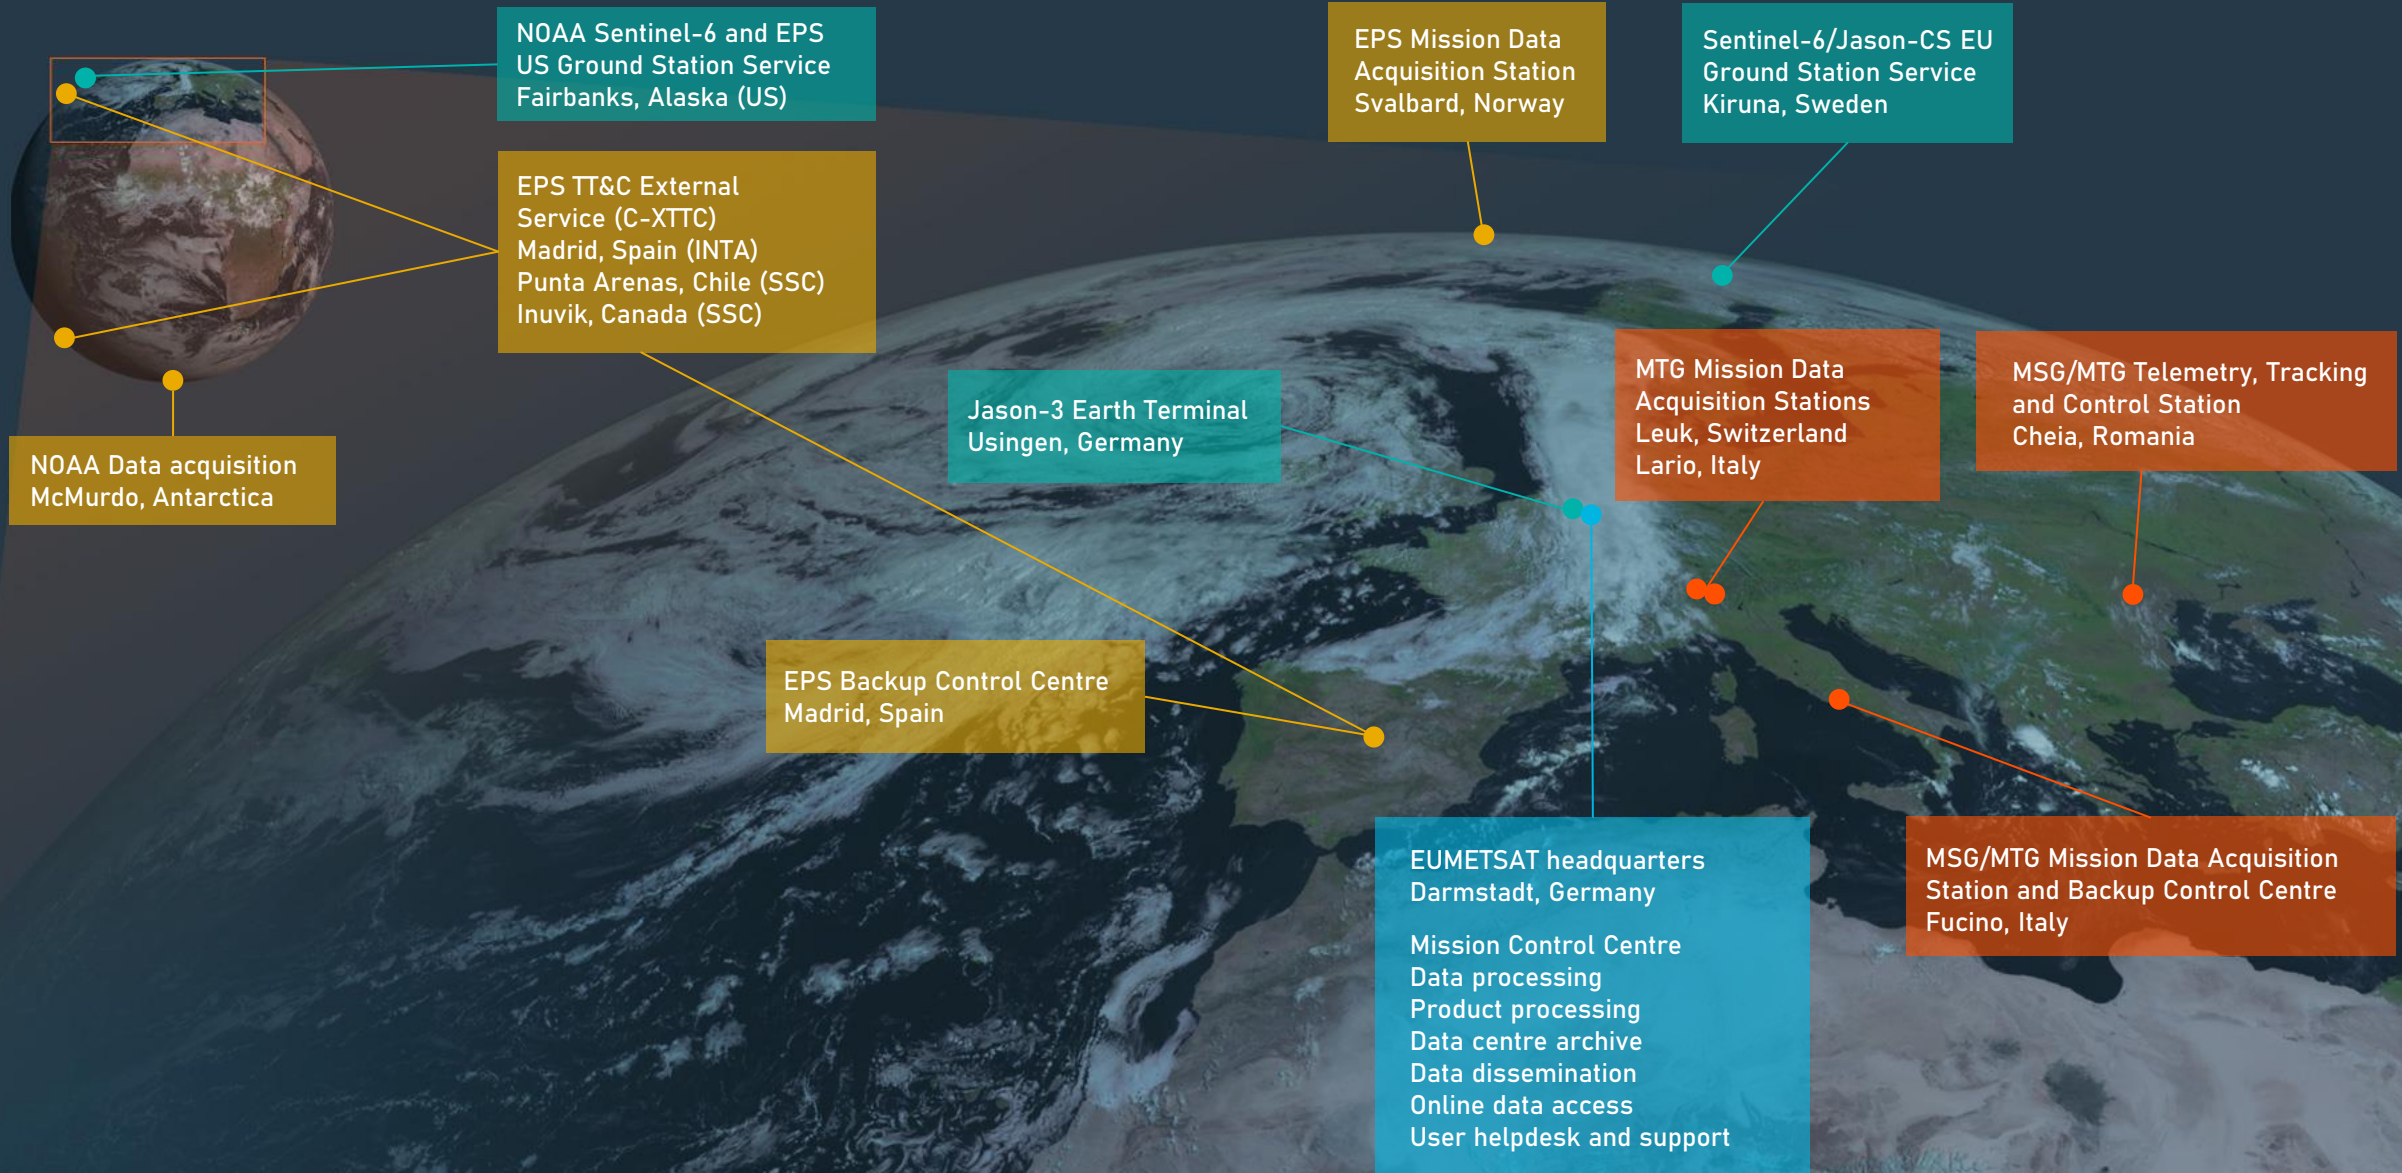 NOAA Sentinel-6 and EPS
US Ground Station Service
Fairbanks, Alaska (US)
EPS Mission Data
Acquisition Station
Svalbard, Norway
Sentinel-6/Jason-CS EU
Ground Station Service
Kiruna, Sweden
EPS TT&C External
Service (C-XTTC)
Madrid, Spain (INTA)
Punta Arenas, Chile (SSC)
Inuvik, Canada (SSC)
Jason-3 Earth Terminal
Usingen, Germany
MTG Mission Data
Acquisition Stations
Leuk, Switzerland
Lario, Italy
MSG/MTG Telemetry, Tracking
and Control Station
Cheia, Romania
NOAA Data acquisition
McMurdo, Antarctica
EPS Backup Control Centre
Madrid, Spain
EUMETSAT headquarters
Darmstadt, Germany
Mission Control Centre
Data processing
Product processing
Data centre archive
Data dissemination
Online data access
User helpdesk and support
MSG/MTG Mission Data Acquisition
Station and Backup Control Centre
Fucino, Italy